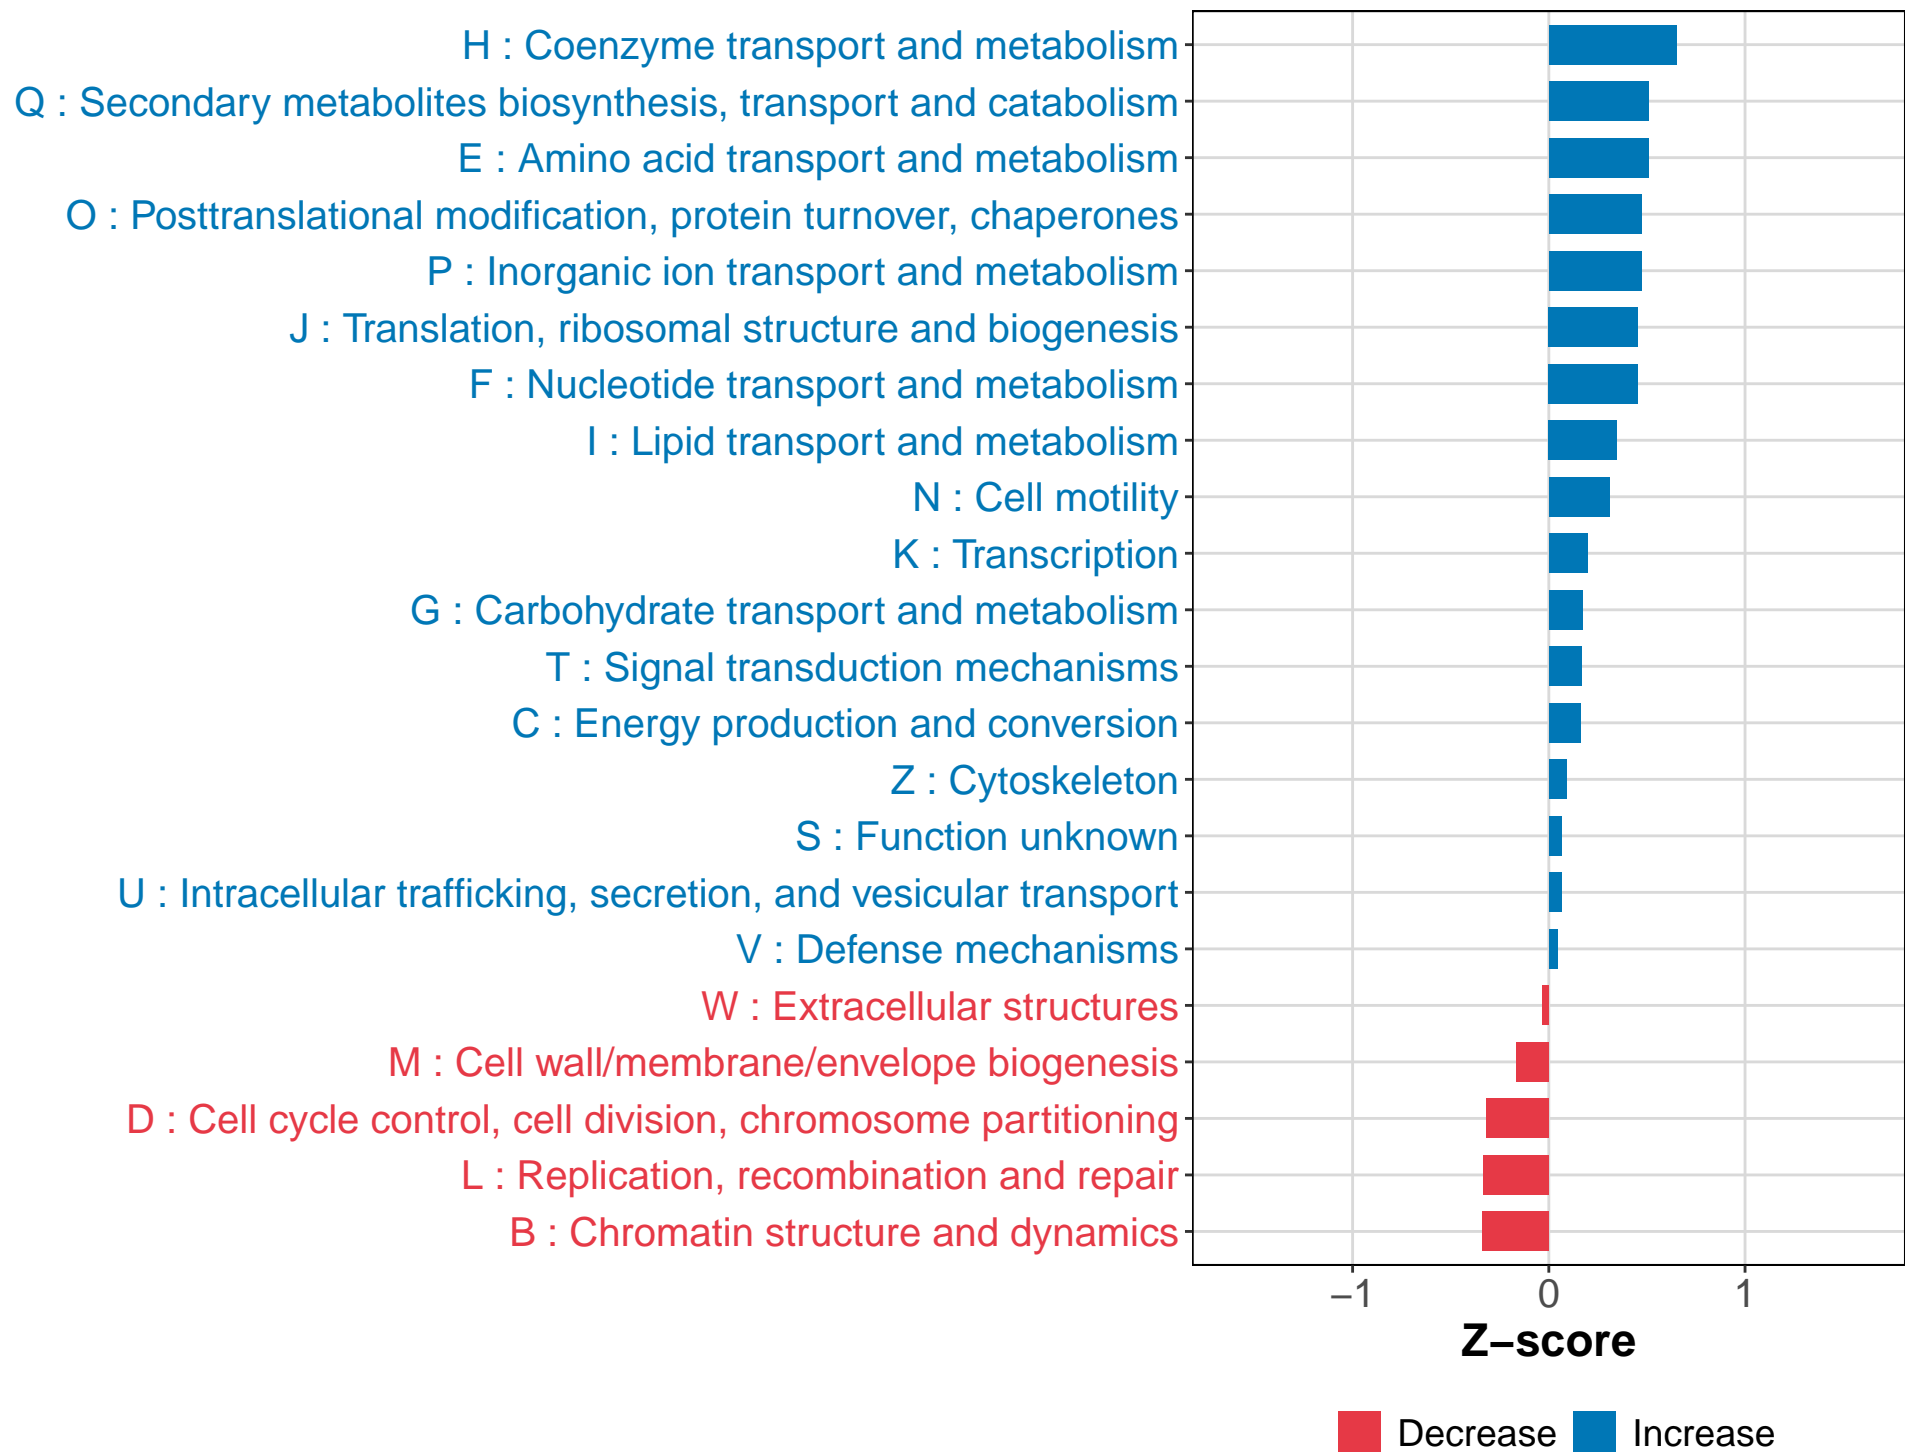 H : Coenzyme transport and metabolism
Q : Secondary metabolites biosynthesis, transport and catabolism
E : Amino acid transport and metabolism
O : Posttranslational modification, protein turnover, chaperones
P : Inorganic ion transport and metabolism
J : Translation, ribosomal structure and biogenesis
F : Nucleotide transport and metabolism
I : Lipid transport and metabolism
N : Cell motility
K : Transcription
G : Carbohydrate transport and metabolism
T : Signal transduction mechanisms
C : Energy production and conversion
Z : Cytoskeleton
S : Function unknown
U : Intracellular trafficking, secretion, and vesicular transport
V : Defense mechanisms
W : Extracellular structures
M : Cell wall/membrane/envelope biogenesis
D : Cell cycle control, cell division, chromosome partitioning
L : Replication, recombination and repair
B : Chromatin structure and dynamics
−1 0 1
Z−score
Decrease Increase